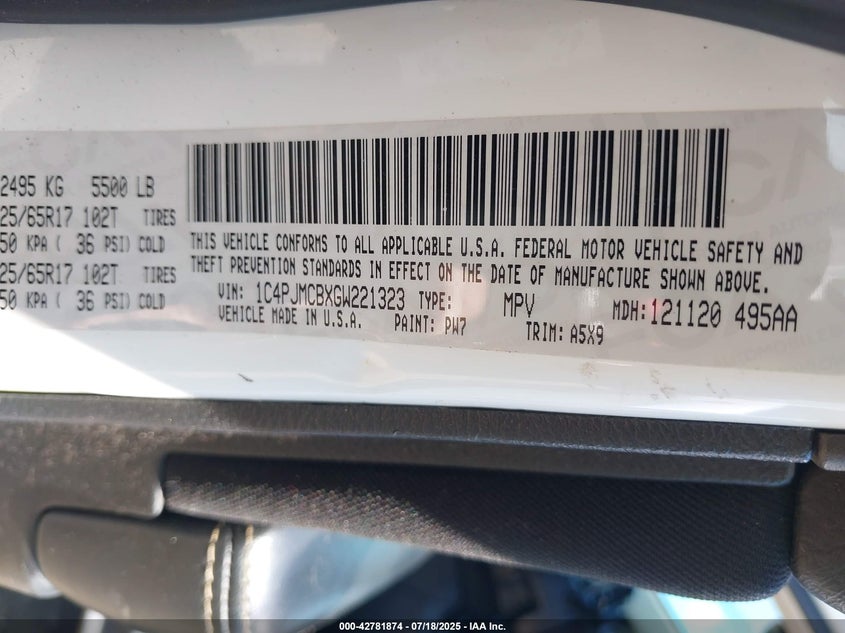 2495 KG 5500 LB
25/65R17 102T TIRES
50 KPA ( 36 PSI) COLD
25/65R17 102T TIRES
50 KPA ( 36 PSI) COLD
THIS VEHICLE CONFORMS TO ALL APPLICABLE U.S.A. FEDERAL MOTOR VEHICLE SAFETY AND
THEFT PREVENTION STANDARDS IN EFFECT ON THE DATE OF MANUFACTURE SHOWN ABOVE.
VIN: 1C4PJMCBXGW221323 TYPE: MPV MDH: 121120 495AA
VEHICLE MADE IN U.S.A. PAINT: PW7 TRIM: A5X9
000-42781874 / 07/18/2025 / IAA Inc.